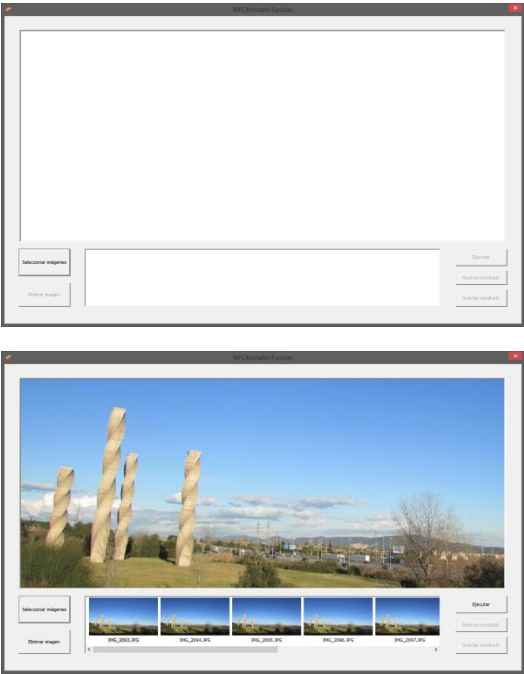 MFCBorradorTuristas
Seleccionar imágenes
Eliminar imagen
Ejecutar
Mostrar resultado
Guardar resultado
MFCBorradorTuristas
Seleccionar imágenes
Eliminar imagen
IMG_2093.JPG IMG_2094.JPG IMG_2095.JPG IMG_2096.JPG IMG_2097.JPG
Ejecutar
Mostrar resultado
Guardar resultado